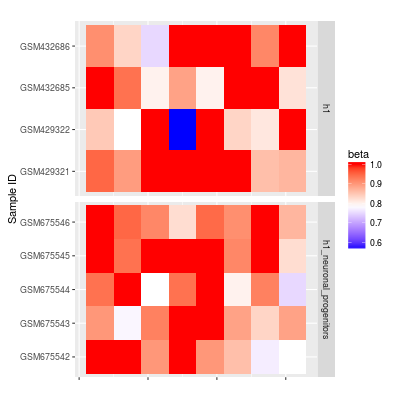 Sample ID
GSM432686
GSM432685
GSM429322
GSM429321
h1
GSM675546
GSM675545
GSM675544
GSM675543
GSM675542
h1_neuronal_progenitors
beta
1.0
0.9
0.8
0.7
0.6